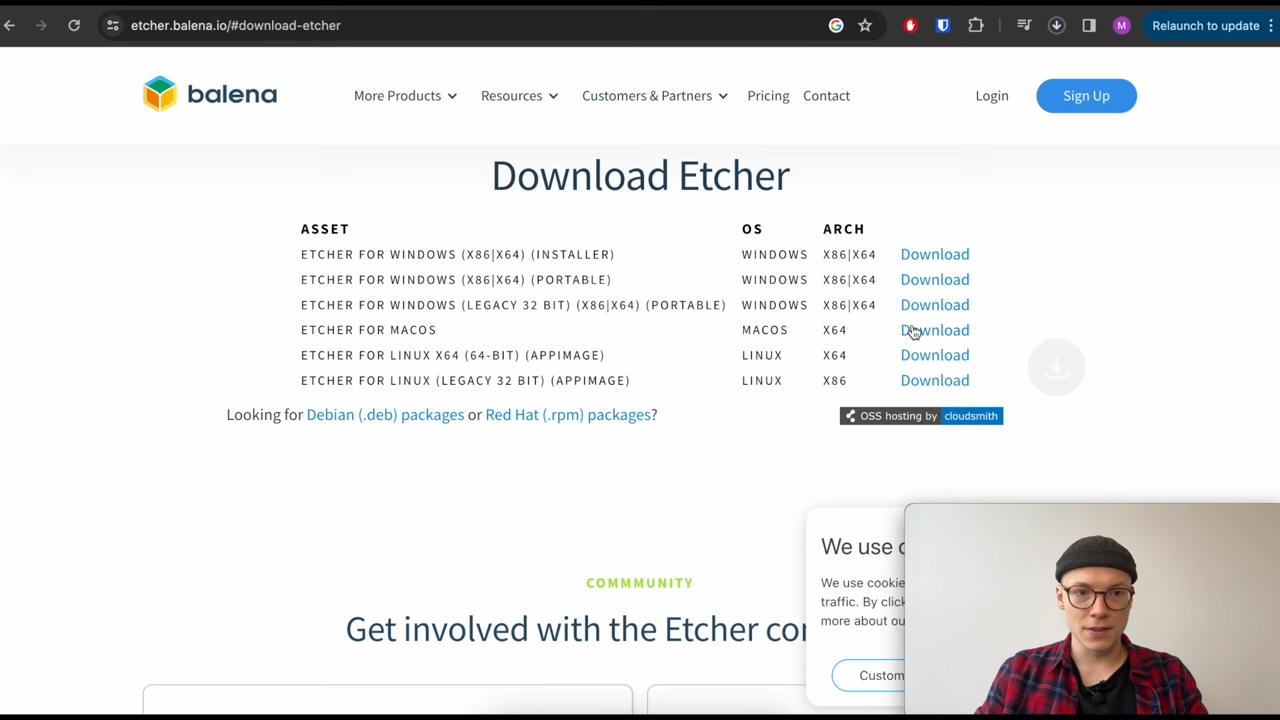 etcher.balena.io/#download-etcher
M
Relaunch to update
balena
More Products
Resources
Customers & Partners
Pricing
Contact
Login
Sign Up
Download Etcher
ASSET OS ARCH
ETCHER FOR WINDOWS (X86|X64) (INSTALLER) WINDOWS X86|X64 Download
ETCHER FOR WINDOWS (X86|X64) (PORTABLE) WINDOWS X86|X64 Download
ETCHER FOR WINDOWS (LEGACY 32 BIT) (X86|X64) (PORTABLE) WINDOWS X86|X64 Download
ETCHER FOR MACOS MACOS X64 Download
ETCHER FOR LINUX X64 (64-BIT) (APPIMAGE) LINUX X64 Download
ETCHER FOR LINUX (LEGACY 32 BIT) (APPIMAGE) LINUX X86 Download
Looking for Debian (.deb) packages or Red Hat (.rpm) packages?
OSS hosting by cloudsmith
COMMMUNITY
Get involved with the Etcher
We use
We use
traffic. By
more about